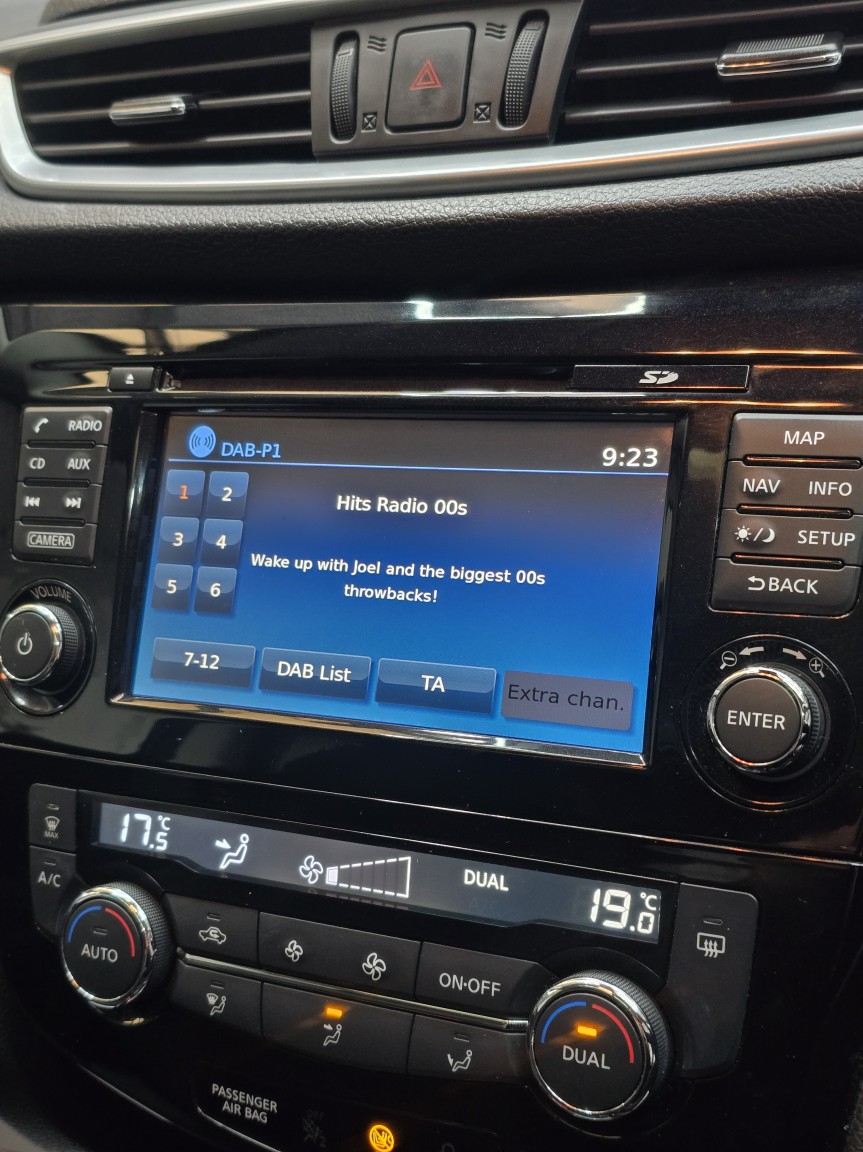 SD
RADIO
CD AUX
CAMERA
VOLUME
DAB-P1
9:23
1 2
3 4
5 6
Hits Radio 00s
Wake up with Joel and the biggest 00s
throwbacks!
7-12 DAB List TA Extra chan.
MAP
NAV INFO
SETUP
BACK
ENTER
MAX
A/C
17.5 °C
DUAL
19.0 °C
AUTO
ON·OFF
DUAL
PASSENGER
AIR BAG